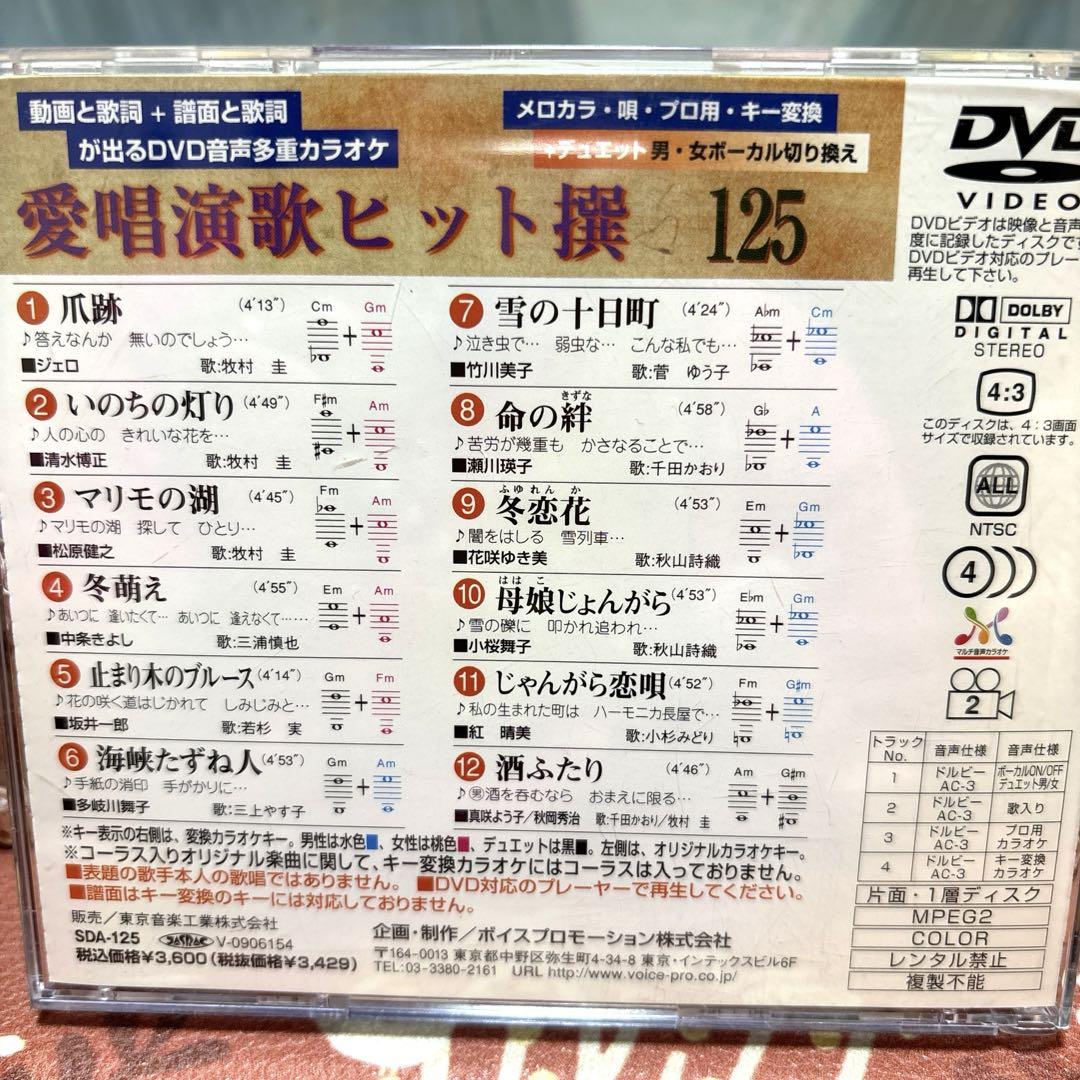 動画と歌詞 + 譜面と歌詞
が出るDVD音声多重カラオケ
メロカラ・唄・プロ用・キー変換
+デュエット 男・女ボーカル切り換え
愛唱演歌ヒット撰 125
DVD
VIDEO
DVDビデオは映像と音声
度に記録したディスクです
DVDビデオ対応のプレー
再生して下さい。
DOLBY
DIGITAL
STEREO
4:3
このディスクは、4:3画面
サイズで収録されています。
ALL
NTSC
4
マルチ音声カラオケ
2
1 爪跡 (4'13") Cm + Gm
♪答えなんか 無いのでしょう…
■ジェロ 歌:牧村 圭
2 いのちの灯り (4'49") F#m + Am
♪人の心の きれいな花を…
■清水博正 歌:牧村 圭
3 マリモの湖 (4'45") Fm + Am
♪マリモの湖 探して ひとり…
■松原健之 歌:牧村 圭
4 冬萌え (4'55") Em + Am
♪あいつに 逢いたくて… あいつに 逢えなくて……
■中条きよし 歌:三浦慎也
5 止まり木のブルース (4'14") Gm + Fm
♪花の咲く道はじかれて しみじみと…
■坂井一郎 歌:若杉 実
6 海峡たずね人 (4'53") Gm + Am
♪手紙の消印 手がかりに…
■多岐川舞子 歌:三上やす子
7 雪の十日町 (4'24") A♭m + Cm
♪泣き虫で… 弱虫な… こんな私でも…
■竹川美子 歌:菅 ゆう子
きずな
8 命の絆 (4'58") G♭ + A
♪苦労が幾重も かさなることで…
■瀬川瑛子 歌:千田かおり
ふゆれんか
9 冬恋花 (4'53") Em + Gm
♪闇をはしる 雪列車…
■花咲ゆき美 歌:秋山詩織
ははこ
10 母娘じょんがら (4'53") E♭m + Gm
♪雪の礫に 叩かれ追われ…
■小桜舞子 歌:秋山詩織
11 じゃんがら恋唄 (4'52") Fm + G#m
♪私の生まれた町は ハーモニカ長屋で…
■紅 晴美 歌:小杉みどり
12 酒ふたり (4'46") Am + G#m
♪㊚酒を呑むなら おまえに限る…
■真咲よう子/秋岡秀治 歌:千田かおり/牧村 圭
※キー表示の右側は、変換カラオケキー。男性は水色■、女性は桃色■、デュエットは黒■。左側は、オリジナルカラオケキー。
※コーラス入りオリジナル楽曲に関して、キー変換カラオケにはコーラスは入っておりません。
■表題の歌手本人の歌唱ではありません。 ■DVD対応のプレーヤーで再生してください。
■譜面はキー変換のキーには対応しておりません。
販売/東京音楽工業株式会社
SDA-125 JASRAC V-0906154
税込価格¥3,600(税抜価格¥3,429)
企画・制作/ボイスプロモーション株式会社
〒164-0013 東京都中野区弥生町4-34-8 東京・インテックスビル6F
TEL:03-3380-2161 URL http://www.voice-pro.co.jp/
トラックNo. 音声仕様 音声仕様
1 ドルビーAC-3 ボーカルON/OFF デュエット男/女
2 ドルビーAC-3 歌入り
3 ドルビーAC-3 プロ用カラオケ
4 ドルビーAC-3 キー変換カラオケ
片面・1層ディスク
MPEG2
COLOR
レンタル禁止
複製不能